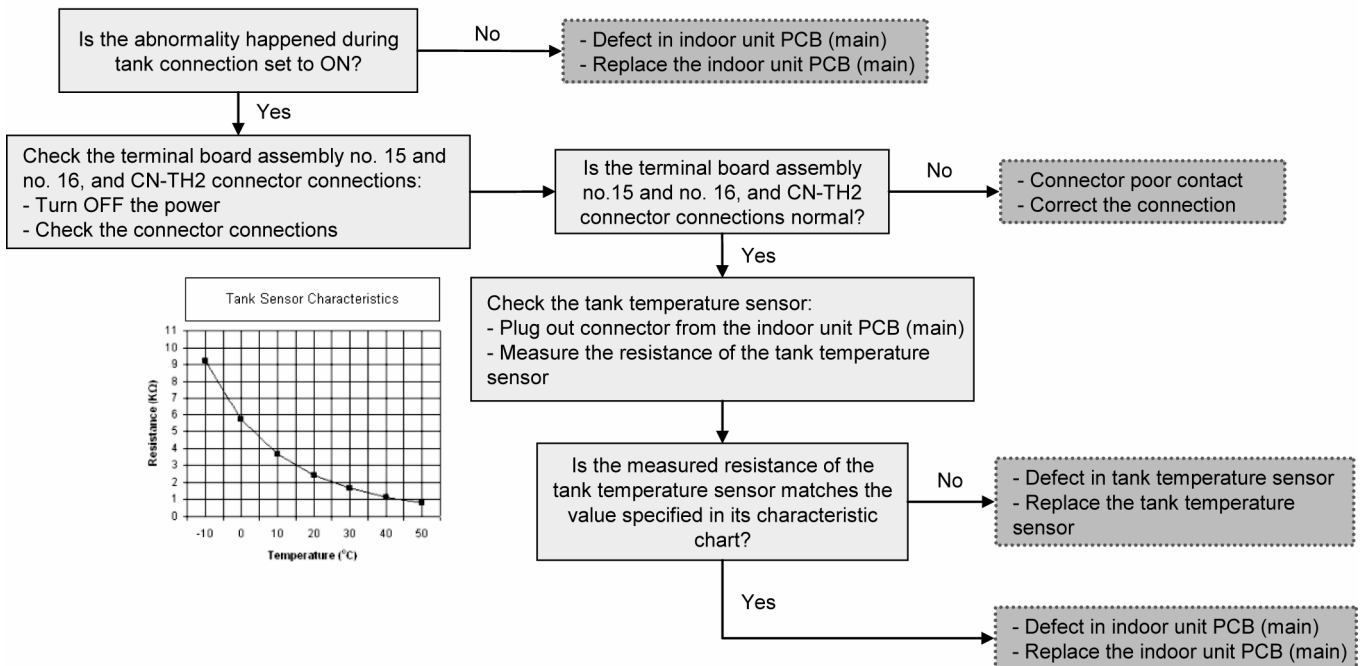 Is the abnormality happened during
tank connection set to ON?
No
- Defect in indoor unit PCB (main)
- Replace the indoor unit PCB (main)
Yes
Check the terminal board assembly no. 15 and
no. 16, and CN-TH2 connector connections:
- Turn OFF the power
- Check the connector connections
Is the terminal board assembly
no.15 and no. 16, and CN-TH2
connector connections normal?
No
- Connector poor contact
- Correct the connection
Yes
Check the tank temperature sensor:
- Plug out connector from the indoor unit PCB (main)
- Measure the resistance of the tank temperature
sensor
Tank Sensor Characteristics
Resistance (KΩ)
11
10
9
8
7
6
5
4
3
2
1
0
-10 0 10 20 30 40 50
Temperature (°C)
Is the measured resistance of the
tank temperature sensor matches the
value specified in its characteristic
chart?
No
- Defect in tank temperature sensor
- Replace the tank temperature
sensor
Yes
- Defect in indoor unit PCB (main)
- Replace the indoor unit PCB (main)